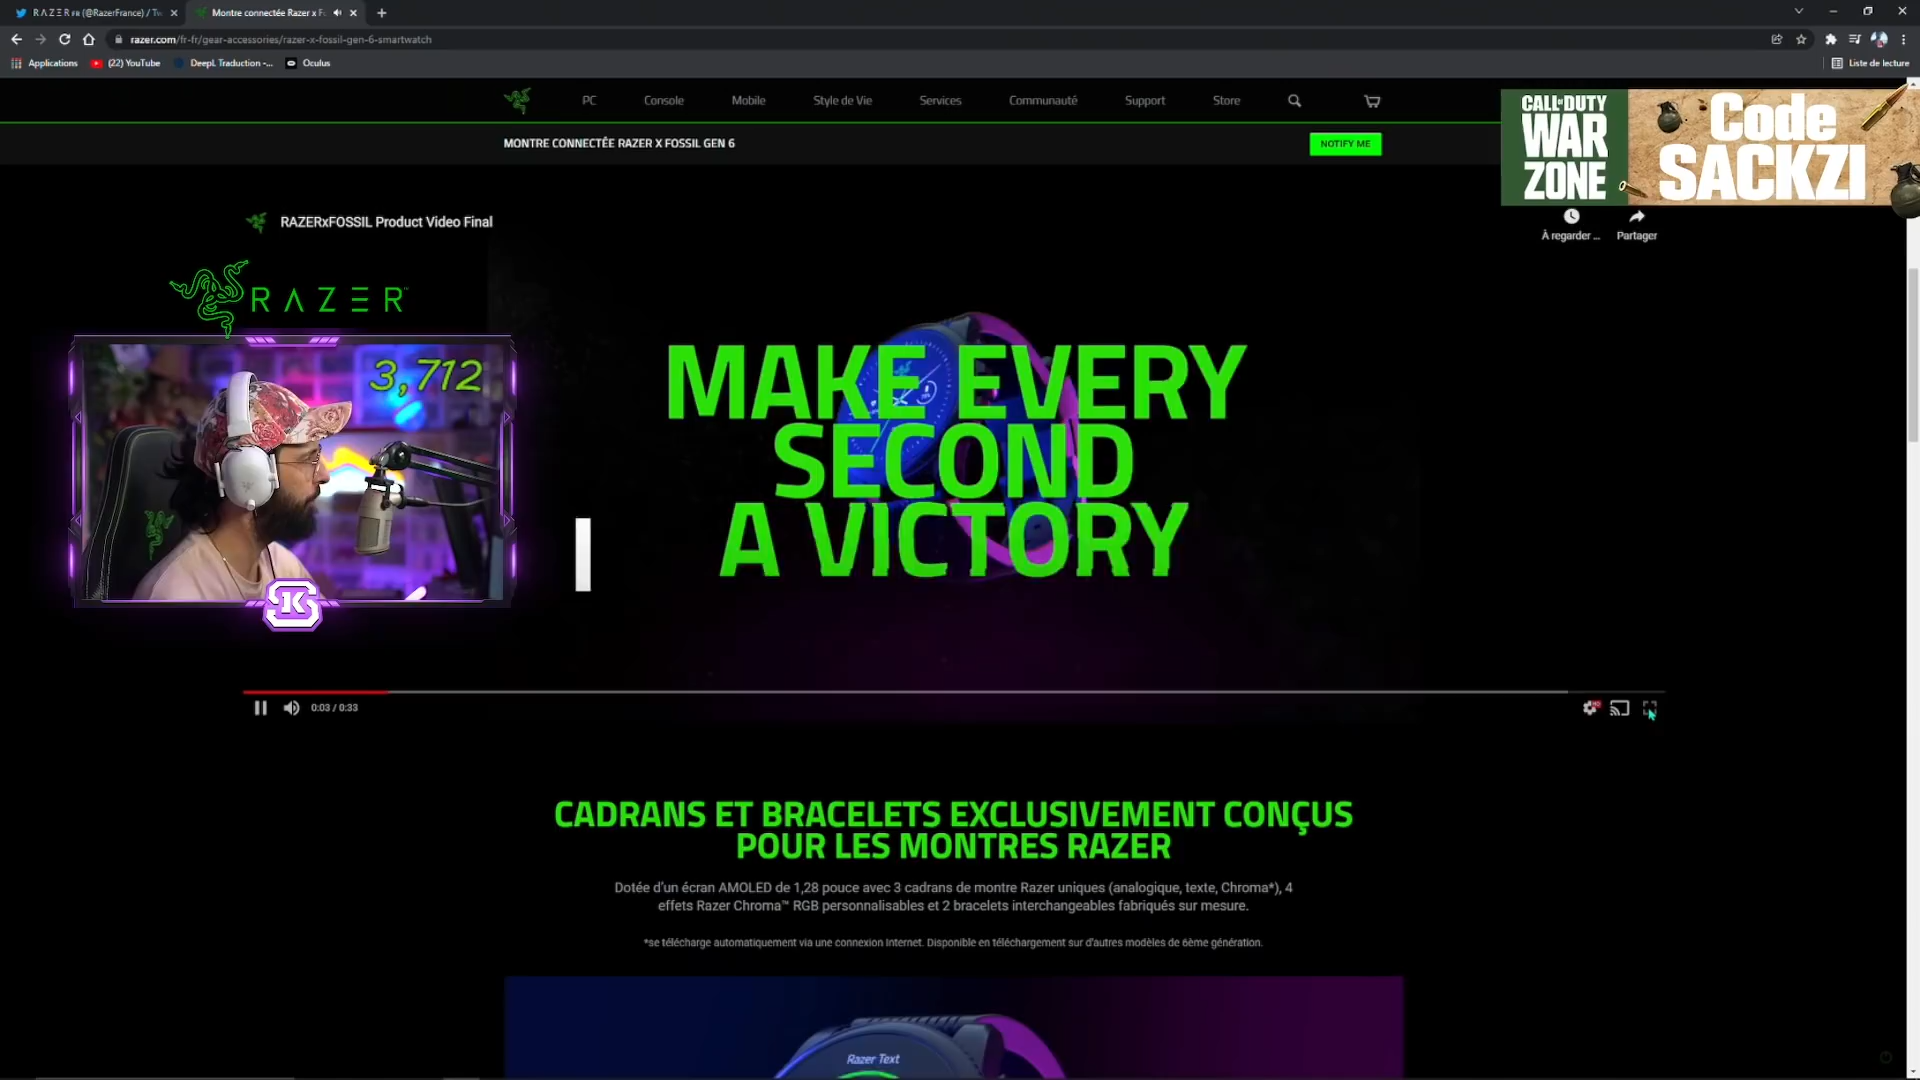 R Λ Z Ξ R FR (@RazerFrance) / Tw
Montre connectée Razer x Fo
razer.com/fr-fr/gear-accessories/razer-x-fossil-gen-6-smartwatch
Applications
(22) YouTube
DeepL Traduction -...
Oculus
Liste de lecture
PC
Console
Mobile
Style de Vie
Services
Communauté
Support
Store
MONTRE CONNECTÉE RAZER X FOSSIL GEN 6
NOTIFY ME
CALL OF DUTY
WAR
ZONE
Code
SACKZI
RAZERxFOSSIL Product Video Final
À regarder ...
Partager
RAZER
3,712
MAKE EVERY
SECOND
A VICTORY
SK
0:03 / 0:33
CADRANS ET BRACELETS EXCLUSIVEMENT CONÇUS
POUR LES MONTRES RAZER
Dotée d'un écran AMOLED de 1,28 pouce avec 3 cadrans de montre Razer uniques (analogique, texte, Chroma*), 4
effets Razer Chroma™ RGB personnalisables et 2 bracelets interchangeables fabriqués sur mesure.
*se télécharge automatiquement via une connexion Internet. Disponible en téléchargement sur d'autres modèles de 6ème génération.
Razer Text